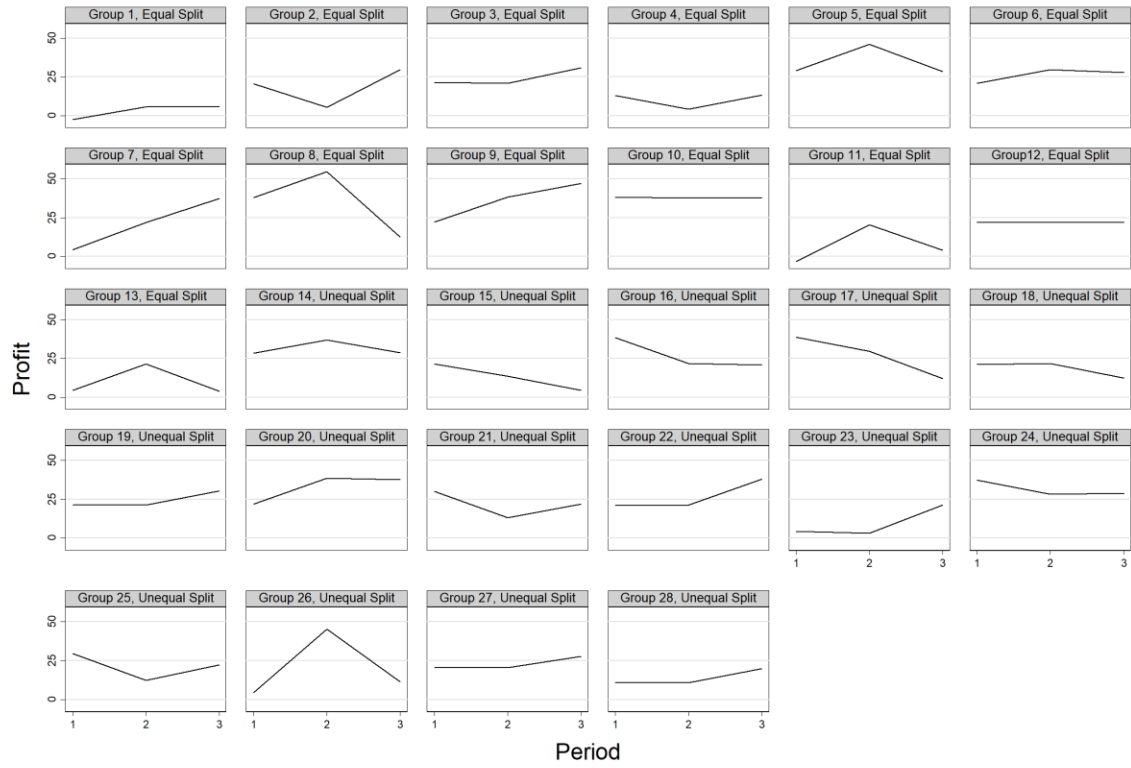 Group 1, Equal Split
Group 2, Equal Split
Group 3, Equal Split
Group 4, Equal Split
Group 5, Equal Split
Group 6, Equal Split
50
25
0
Group 7, Equal Split
Group 8, Equal Split
Group 9, Equal Split
Group 10, Equal Split
Group 11, Equal Split
Group12, Equal Split
50
25
0
Group 13, Equal Split
Group 14, Unequal Split
Group 15, Unequal Split
Group 16, Unequal Split
Group 17, Unequal Split
Group 18, Unequal Split
50
25
0
Profit
Group 19, Unequal Split
Group 20, Unequal Split
Group 21, Unequal Split
Group 22, Unequal Split
Group 23, Unequal Split
Group 24, Unequal Split
50
25
0
1 2 3
1 2 3
Group 25, Unequal Split
Group 26, Unequal Split
Group 27, Unequal Split
Group 28, Unequal Split
50
25
0
1 2 3
1 2 3
1 2 3
1 2 3
Period